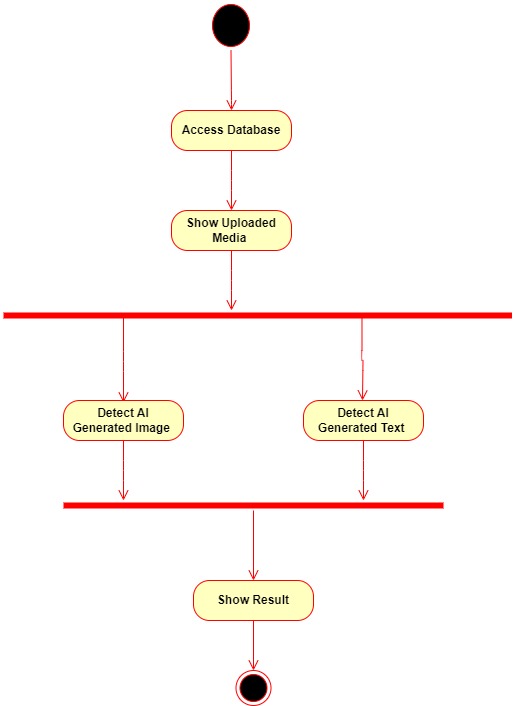 Access Database
Show Uploaded
Media
Detect AI
Generated Image
Detect AI
Generated Text
Show Result